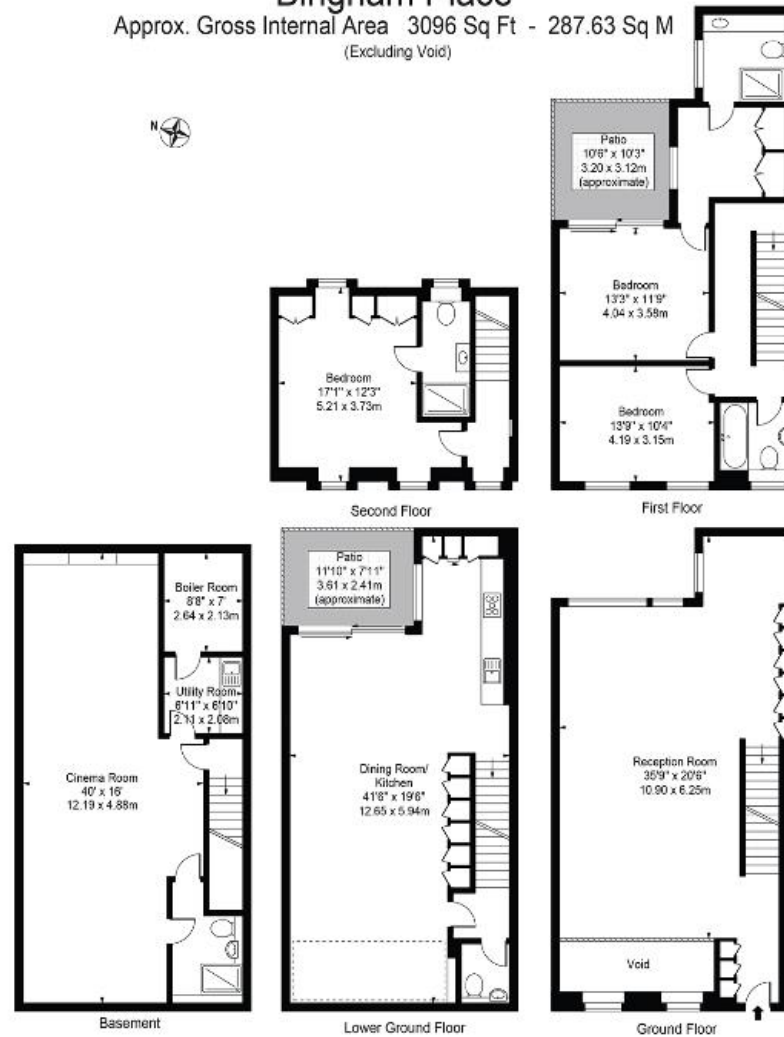 Bingham Place
Approx. Gross Internal Area 3096 Sq Ft - 287.63 Sq M
(Excluding Void)
N
Patio
10'6" x 10'3"
3.20 x 3.12m
(approximate)
Bedroom
13'3" x 11'9"
4.04 x 3.58m
Bedroom
13'9" x 10'4"
4.19 x 3.15m
First Floor
Bedroom
17'1" x 12'3"
5.21 x 3.73m
Second Floor
Boiler Room
8'8" x 7'
2.64 x 2.13m
Utility Room
6'11" x 6'10"
2.11 x 2.08m
Cinema Room
40' x 16'
12.19 x 4.88m
Basement
Patio
11'10" x 7'11"
3.61 x 2.41m
(approximate)
Dining Room/
Kitchen
41'6" x 19'6"
12.65 x 5.94m
Lower Ground Floor
Reception Room
35'9" x 20'6"
10.90 x 6.25m
Void
Ground Floor